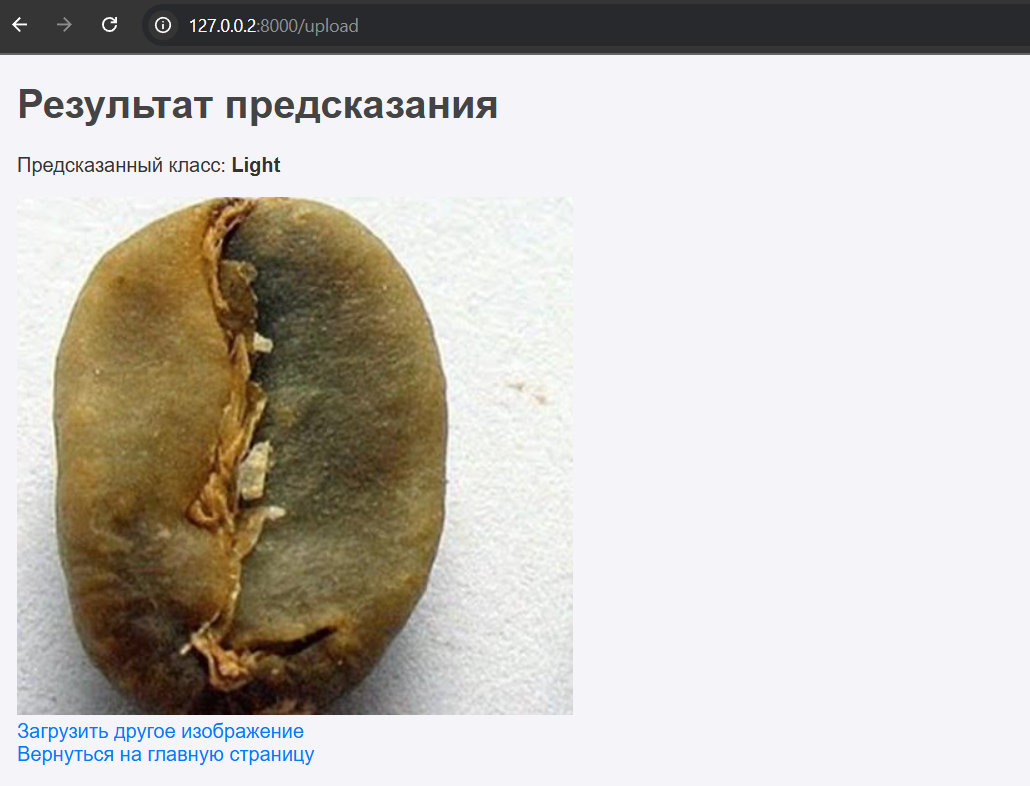 127.0.0.2:8000/upload
Результат предсказания
Предсказанный класс: Light
Загрузить другое изображение
Вернуться на главную страницу